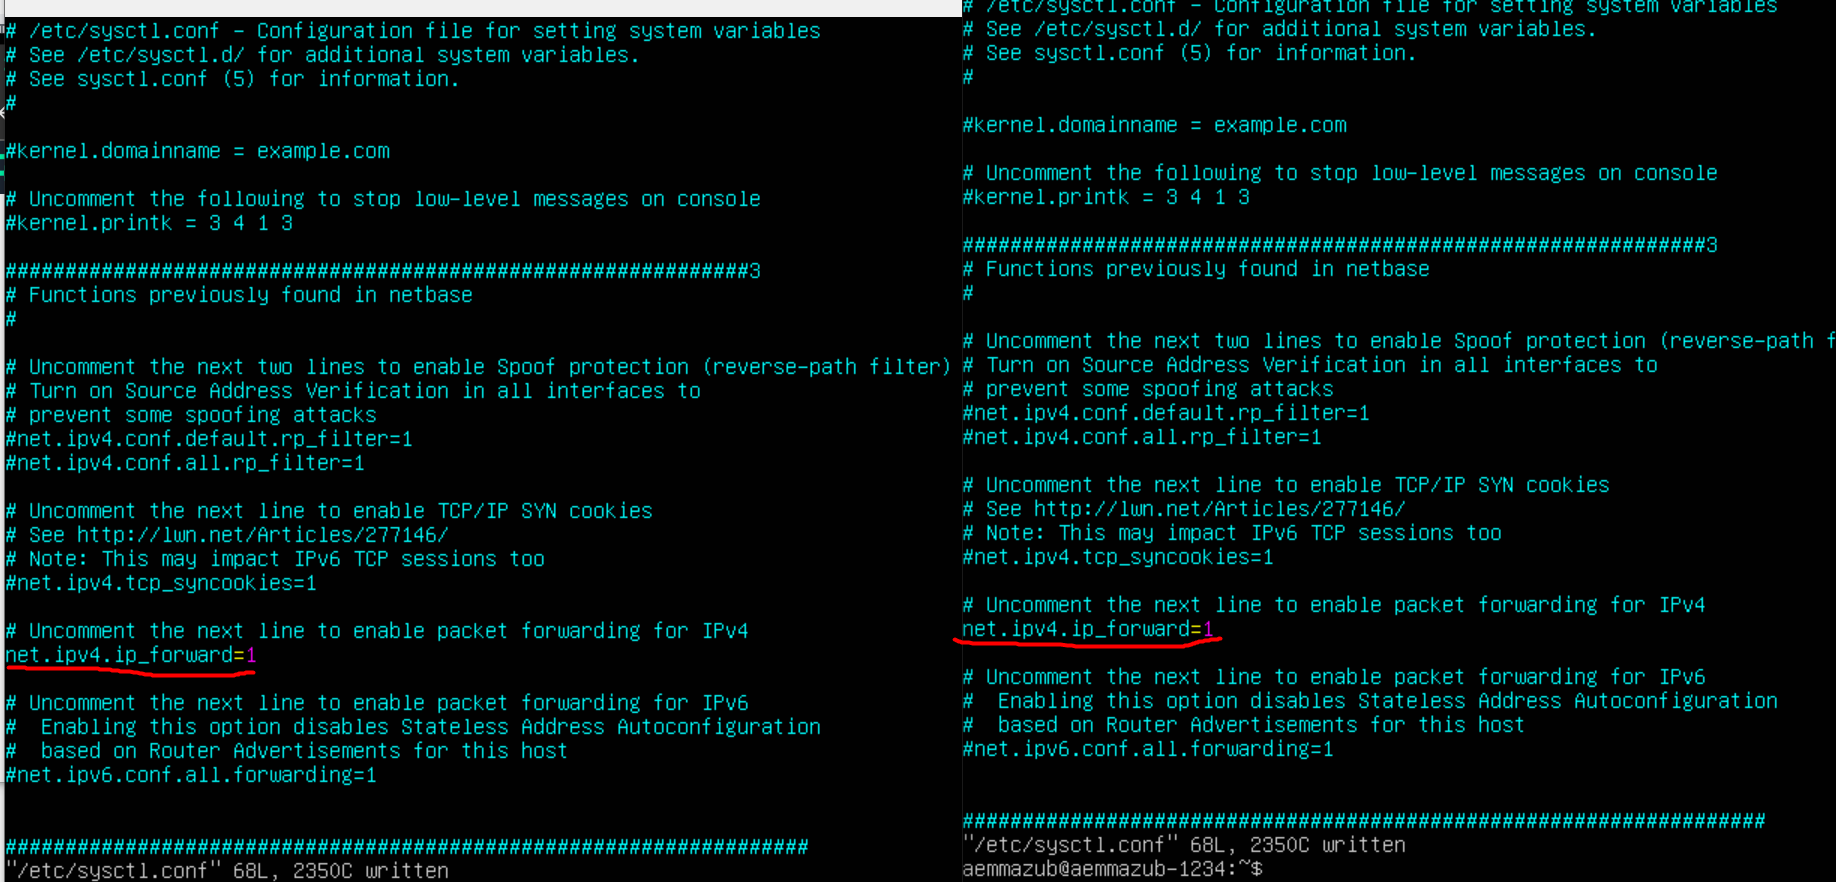 # /etc/sysctl.conf - Configuration file for setting system variables
# See /etc/sysctl.d/ for additional system variables.
# See sysctl.conf (5) for information.
#
#kernel.domainname = example.com
# Uncomment the following to stop low-level messages on console
#kernel.printk = 3 4 1 3
##############################################################3
# Functions previously found in netbase
#
# Uncomment the next two lines to enable Spoof protection (reverse-path filter)
# Turn on Source Address Verification in all interfaces to
# prevent some spoofing attacks
#net.ipv4.conf.default.rp_filter=1
#net.ipv4.conf.all.rp_filter=1
# Uncomment the next line to enable TCP/IP SYN cookies
# See http://lwn.net/Articles/277146/
# Note: This may impact IPv6 TCP sessions too
#net.ipv4.tcp_syncookies=1
# Uncomment the next line to enable packet forwarding for IPv4
net.ipv4.ip_forward=1
# Uncomment the next line to enable packet forwarding for IPv6
#  Enabling this option disables Stateless Address Autoconfiguration
#  based on Router Advertisements for this host
#net.ipv6.conf.all.forwarding=1
###################################################################
"/etc/sysctl.conf" 68L, 2350C written
# /etc/sysctl.conf - Configuration file for setting system variables
# See /etc/sysctl.d/ for additional system variables.
# See sysctl.conf (5) for information.
#
#kernel.domainname = example.com
# Uncomment the following to stop low-level messages on console
#kernel.printk = 3 4 1 3
##############################################################3
# Functions previously found in netbase
#
# Uncomment the next two lines to enable Spoof protection (reverse-path f
# Turn on Source Address Verification in all interfaces to
# prevent some spoofing attacks
#net.ipv4.conf.default.rp_filter=1
#net.ipv4.conf.all.rp_filter=1
# Uncomment the next line to enable TCP/IP SYN cookies
# See http://lwn.net/Articles/277146/
# Note: This may impact IPv6 TCP sessions too
#net.ipv4.tcp_syncookies=1
# Uncomment the next line to enable packet forwarding for IPv4
net.ipv4.ip_forward=1
# Uncomment the next line to enable packet forwarding for IPv6
#  Enabling this option disables Stateless Address Autoconfiguration
#  based on Router Advertisements for this host
#net.ipv6.conf.all.forwarding=1
###################################################################
"/etc/sysctl.conf" 68L, 2350C written
aemmazub@aemmazub-1234:~$